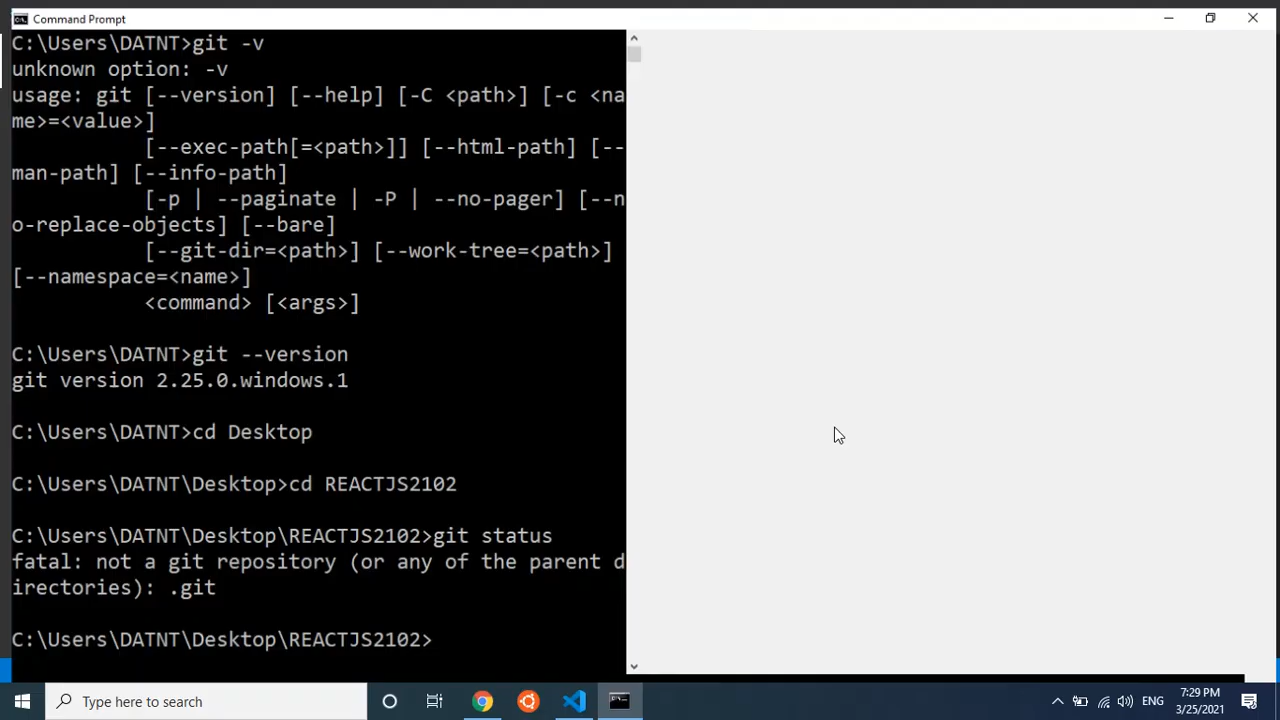 Command Prompt
C:\Users\DATNT>git -v
unknown option: -v
usage: git [--version] [--help] [-C <path>] [-c <na
me>=<value>]
[--exec-path[=<path>]] [--html-path] [--
man-path] [--info-path]
[-p | --paginate | -P | --no-pager] [--n
o-replace-objects] [--bare]
[--git-dir=<path>] [--work-tree=<path>]
[--namespace=<name>]
<command> [<args>]
C:\Users\DATNT>git --version
git version 2.25.0.windows.1
C:\Users\DATNT>cd Desktop
C:\Users\DATNT\Desktop>cd REACTJS2102
C:\Users\DATNT\Desktop\REACTJS2102>git status
fatal: not a git repository (or any of the parent d
irectories): .git
C:\Users\DATNT\Desktop\REACTJS2102>
Type here to search
ENG
7:29 PM
3/25/2021